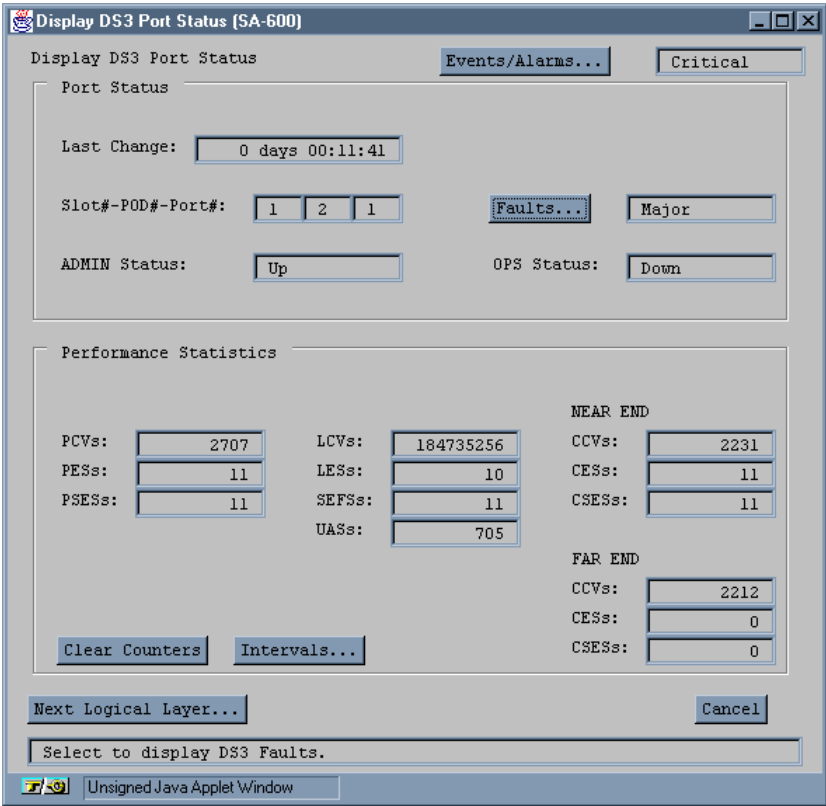 Display DS3 Port Status (SA-600)
Display DS3 Port Status Events/Alarms... Critical
Port Status
Last Change: 0 days 00:11:41
Slot#-POD#-Port#: 1 2 1 Faults... Major
ADMIN Status: Up OPS Status: Down
Performance Statistics
NEAR END
PCVs: 2707 LCVs: 184735256 CCVs: 2231
PESs: 11 LESs: 10 CESs: 11
PSESs: 11 SEFSs: 11 CSESs: 11
UASs: 705
FAR END
CCVs: 2212
CESs: 0
Clear Counters Intervals... CSESs: 0
Next Logical Layer... Cancel
Select to display DS3 Faults.
Unsigned Java Applet Window